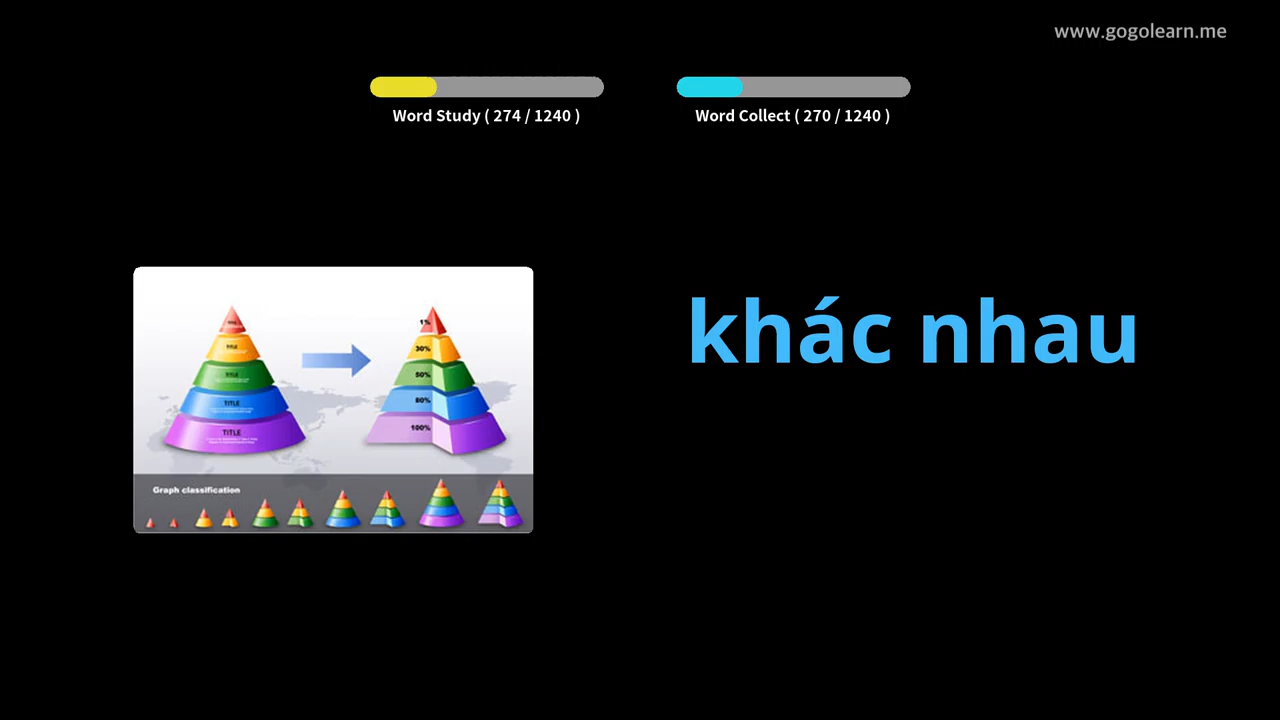 www.gogolearn.me
Word Study ( 274 / 1240 )
Word Collect ( 270 / 1240 )
khác nhau
TITLE
TITLE
TITLE
TITLE
1%
30%
50%
80%
100%
Graph classification